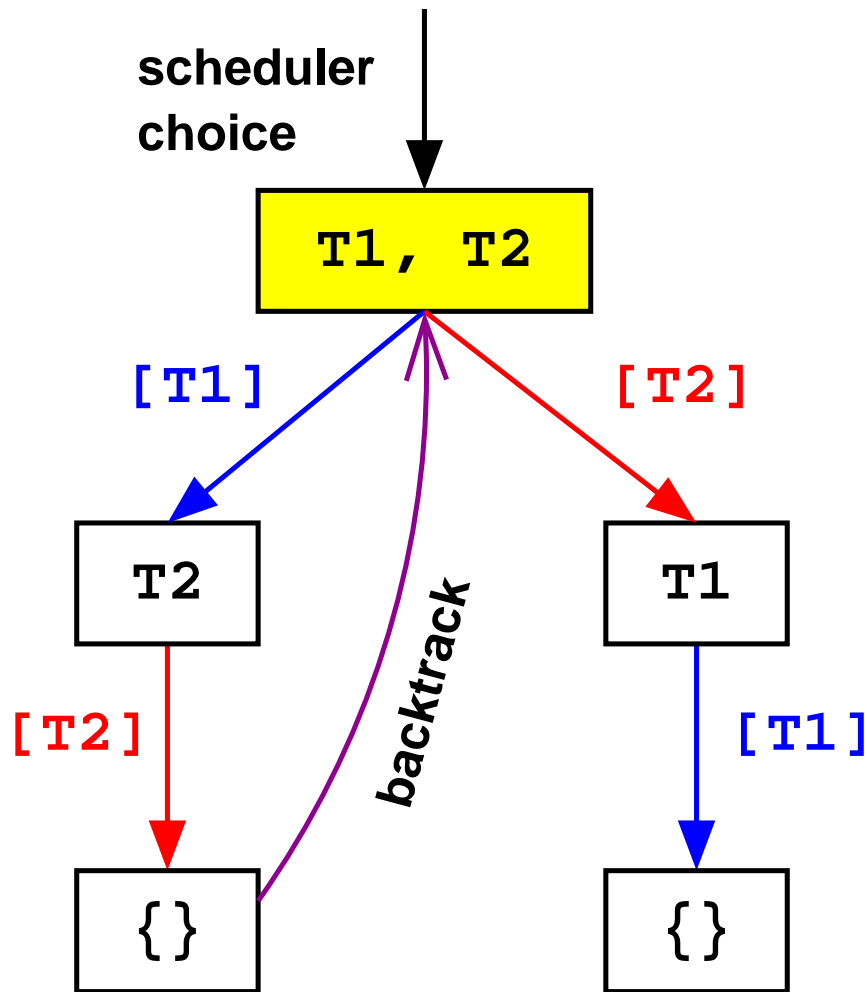 scheduler
choice
T1, T2
[T1]
[T2]
T2
T1
backtrack
[T2]
[T1]
{}
{}